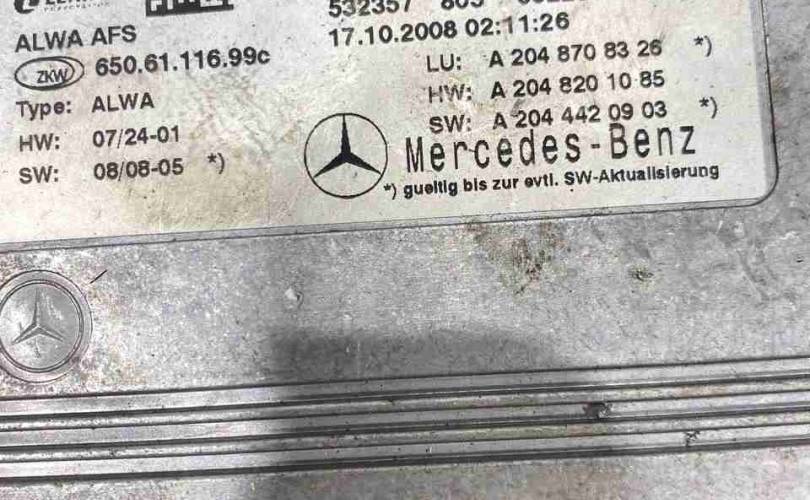 ALWA AFS
ZKW 650.61.116.99c
Type: ALWA
HW: 07/24-01
SW: 08/08-05 *)
532357 805
17.10.2008 02:11:26
LU: A 204 870 83 26 *)
HW: A 204 820 10 85
SW: A 204 442 09 03 *)
Mercedes-Benz
*) gueltig bis zur evtl. SW-Aktualisierung